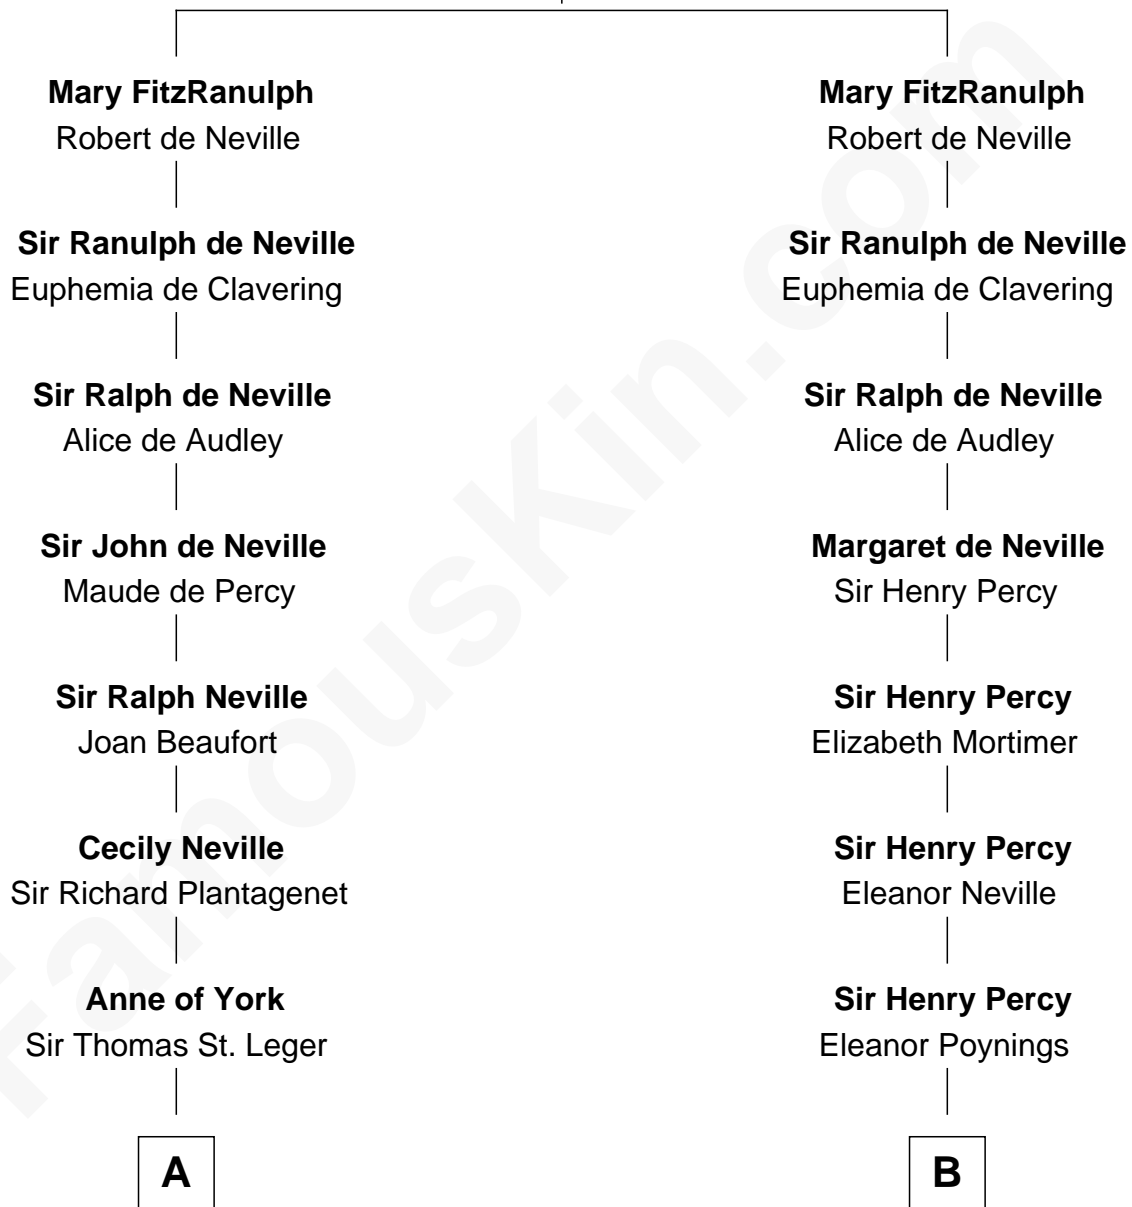 Mary FitzRanulph
Robert de Neville
Sir Ranulph de Neville
Euphemia de Clavering
Sir Ralph de Neville
Alice de Audley
Sir John de Neville
Maude de Percy
Sir Ralph Neville
Joan Beaufort
Cecily Neville
Sir Richard Plantagenet
Anne of York
Sir Thomas St. Leger
A
Mary FitzRanulph
Robert de Neville
Sir Ranulph de Neville
Euphemia de Clavering
Sir Ralph de Neville
Alice de Audley
Margaret de Neville
Sir Henry Percy
Sir Henry Percy
Elizabeth Mortimer
Sir Henry Percy
Eleanor Neville
Sir Henry Percy
Eleanor Poynings
B
FamousKin.com